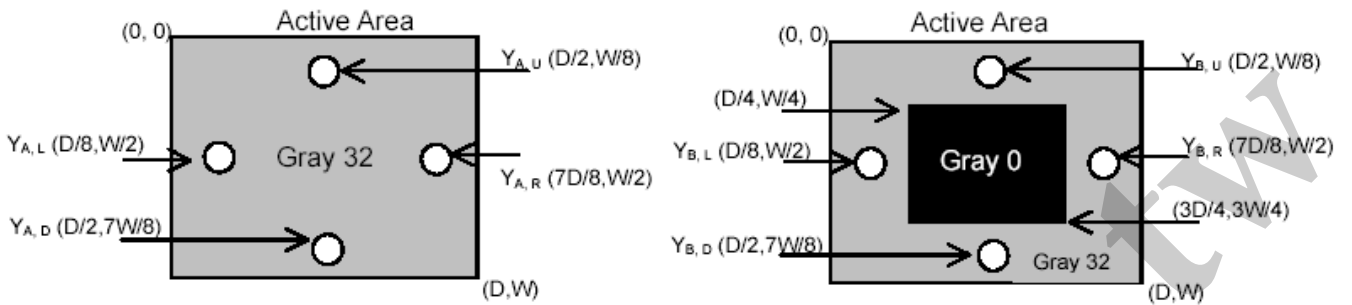 Active Area
(0, 0)
Y_A, U (D/2,W/8)
Y_A, L (D/8,W/2)
Gray 32
Y_A, R (7D/8,W/2)
Y_A, D (D/2,7W/8)
(D,W)
Active Area
(0, 0)
Y_B, U (D/2,W/8)
(D/4,W/4)
Y_B, L (D/8,W/2)
Gray 0
Y_B, R (7D/8,W/2)
(3D/4,3W/4)
Y_B, D (D/2,7W/8)
Gray 32
(D,W)
tw